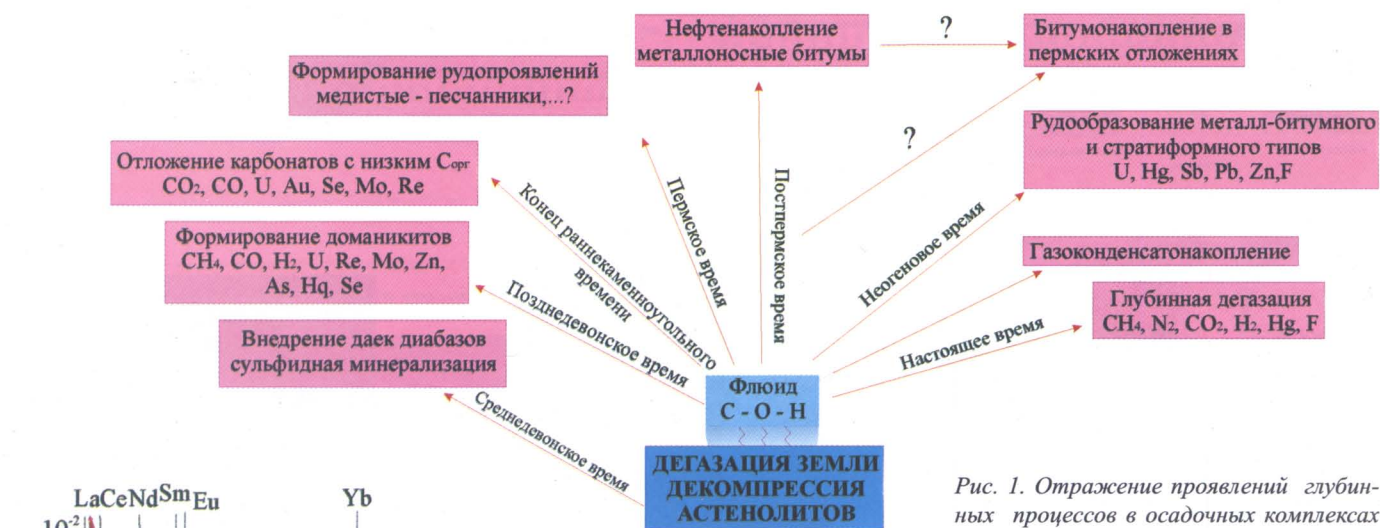 Нефтенакопление
металлоносные битумы
?
Битумонакопление в
пермских отложениях
Формирование рудопроявлений
медистые - песчанники,...?
?
Рудообразование металл-битумного
и стратиформного типов
U, Hg, Sb, Pb, Zn,F
Отложение карбонатов с низким Cорг
CO₂, CO, U, Au, Se, Mo, Re
Конец раннекаменноугольного
времени
Пермское время
Постпермское время
Неогеновое время
Формирование доманикитов
CH₄, CO, H₂, U, Re, Mo, Zn,
As, Hq, Se
Газоконденсатонакопление
Позднедевонское время
Глубинная дегазация
CH₄, N₂, CO₂, H₂, Hg, F
Настоящее время
Внедрение даек диабазов
сульфидная минерализация
Среднедевонское время
Флюид
C - O - H
ДЕГАЗАЦИЯ ЗЕМЛИ
ДЕКОМПРЕССИЯ
АСТЕНОЛИТОВ
Рис. 1. Отражение проявлений глубин-
ных процессов в осадочных комплексах
LaCeNdSmEu
Yb
10⁻²